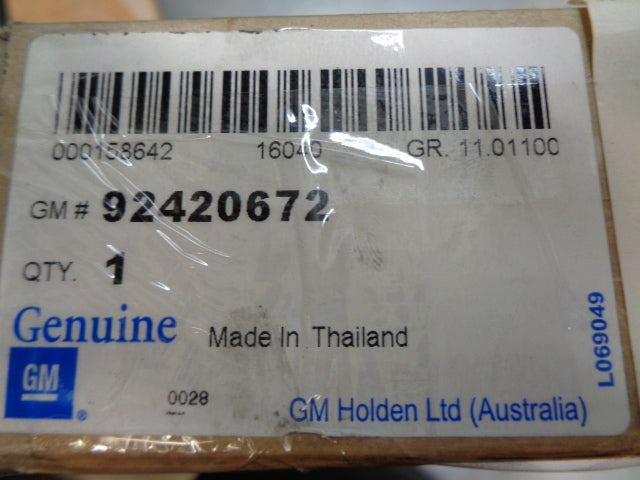 000158642 16040 GR. 11.01100
GM # 92420672
QTY. 1
Genuine Made In Thailand
GM ®
0028
GM Holden Ltd (Australia)
L069049